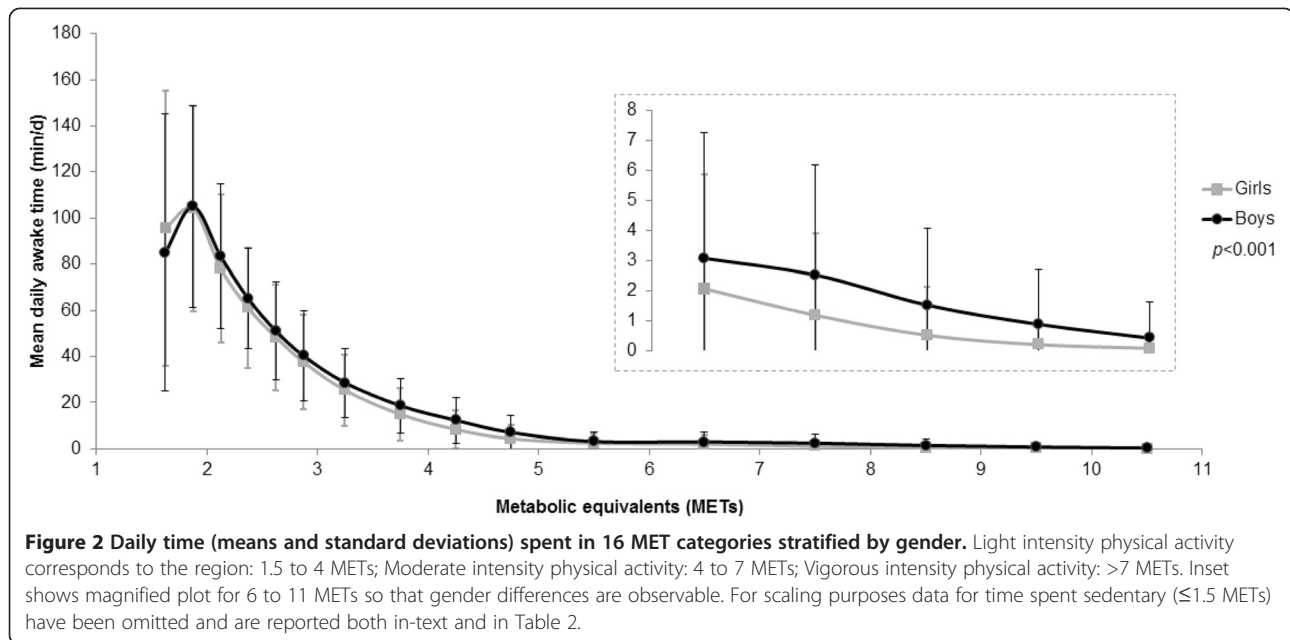 180
160
140
120
100
80
60
40
20
0
Mean daily awake time (min/d)
1 2 3 4 5 6 7 8 9 10 11
Metabolic equivalents (METs)
8
7
6
5
4
3
2
1
0
Girls
Boys
p<0.001
Figure 2 Daily time (means and standard deviations) spent in 16 MET categories stratified by gender. Light intensity physical activity
corresponds to the region: 1.5 to 4 METs; Moderate intensity physical activity: 4 to 7 METs; Vigorous intensity physical activity: >7 METs. Inset
shows magnified plot for 6 to 11 METs so that gender differences are observable. For scaling purposes data for time spent sedentary (≤1.5 METs)
have been omitted and are reported both in-text and in Table 2.